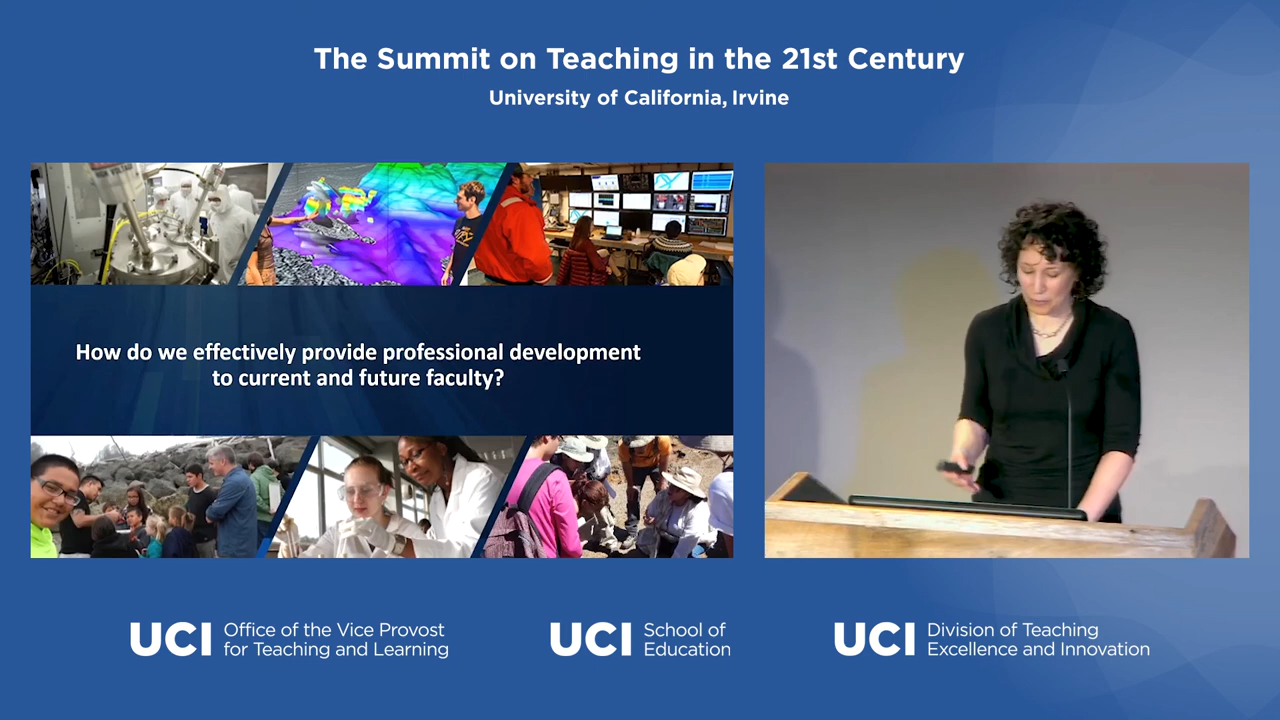 The Summit on Teaching in the 21st Century
University of California, Irvine
How do we effectively provide professional development
to current and future faculty?
UCI Office of the Vice Provost
for Teaching and Learning
UCI School of
Education
UCI Division of Teaching
Excellence and Innovation